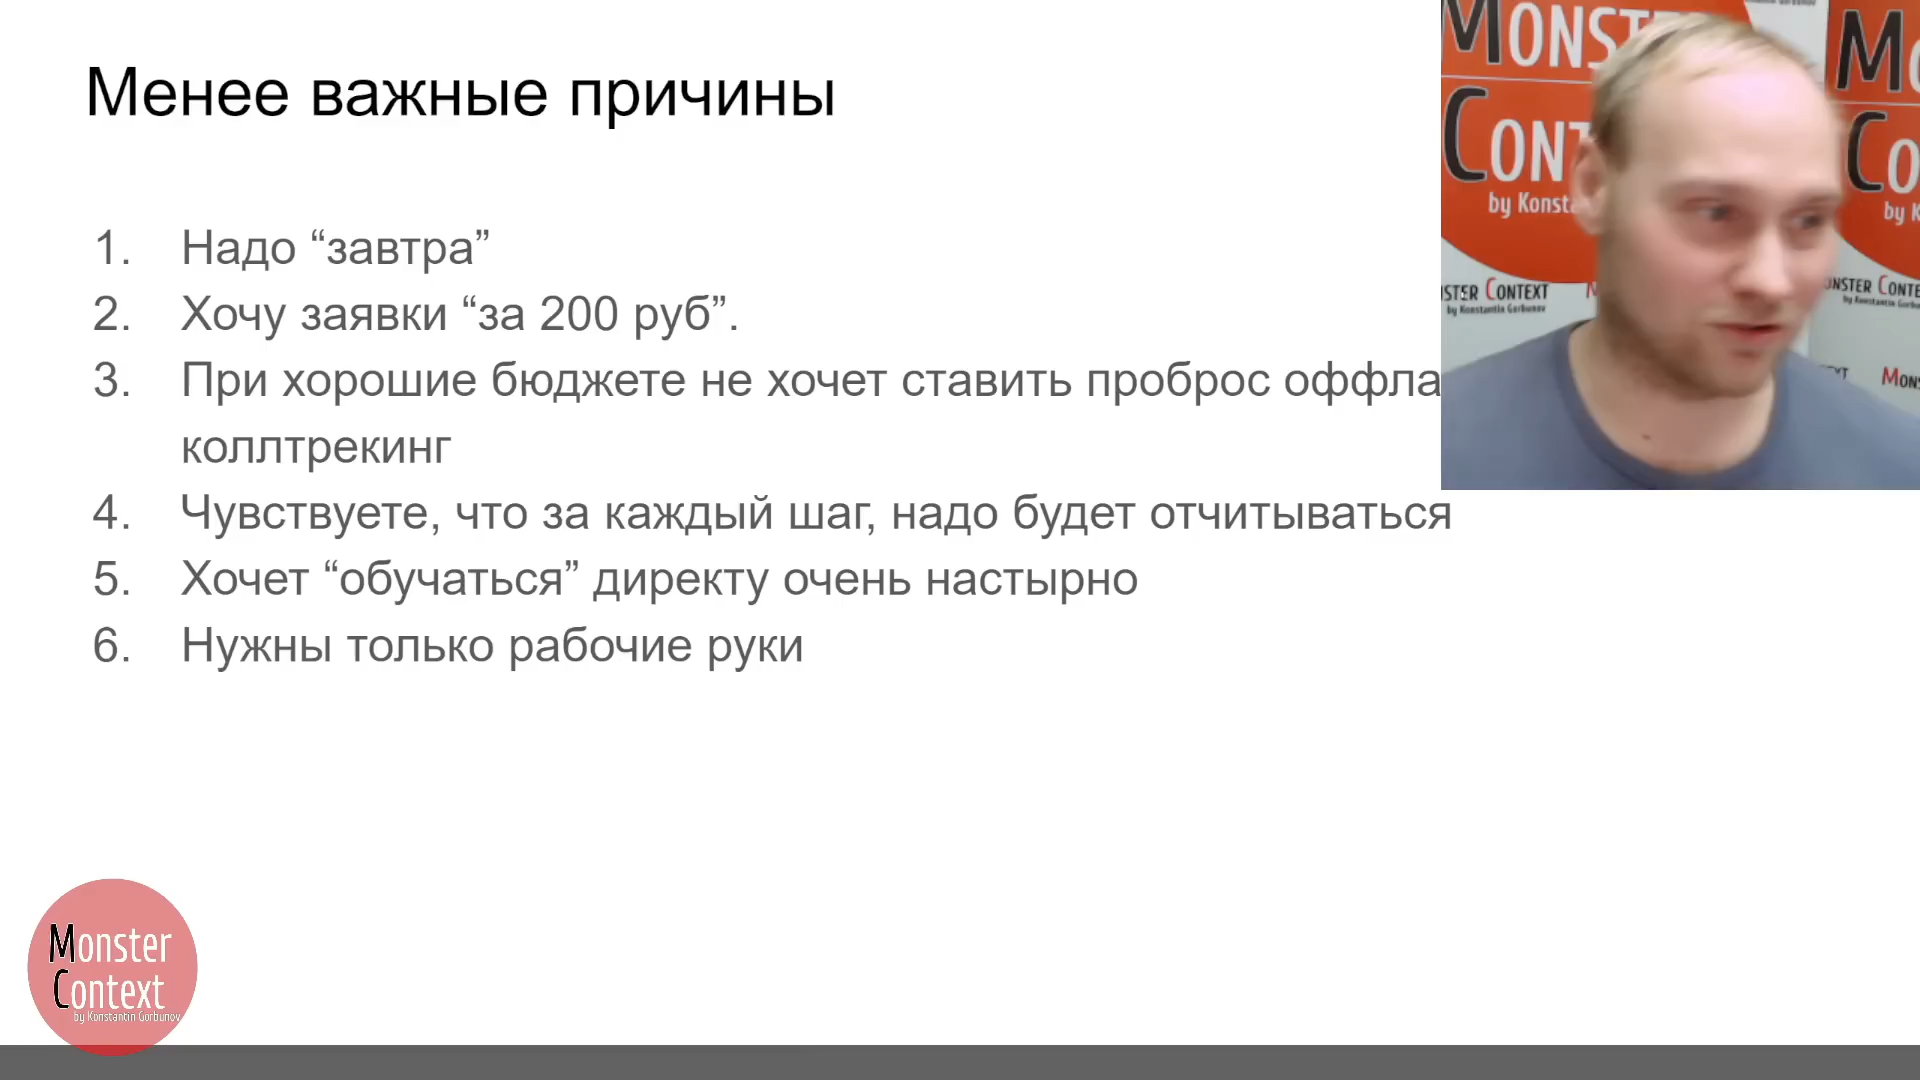 Менее важные причины
1. Надо “завтра”
2. Хочу заявки “за 200 руб”.
3. При хорошие бюджете не хочет ставить проброс оффла
коллтрекинг
4. Чувствуете, что за каждый шаг, надо будет отчитываться
5. Хочет “обучаться” директу очень настырно
6. Нужны только рабочие руки
Monster
Context
by Konstantin Gorbunov